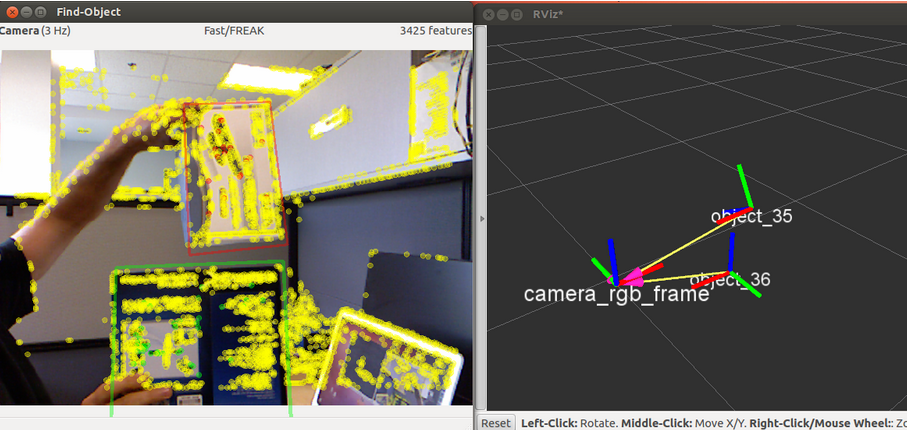 Find-Object
Camera (3 Hz) Fast/FREAK 3425 features
RViz*
object_35
object_36
camera_rgb_frame
Reset Left-Click: Rotate. Middle-Click: Move X/Y. Right-Click/Mouse Wheel:: Zo